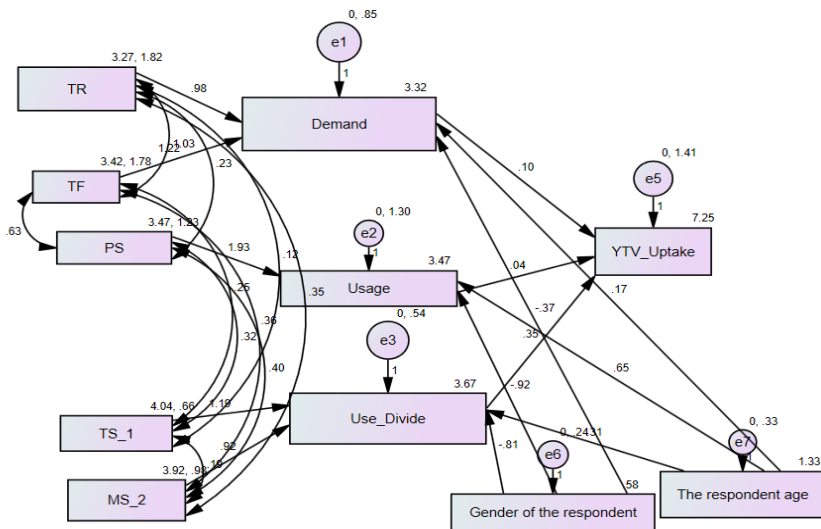 0, .85
e1
1
3.27, 1.82
TR
.98
3.32
Demand
1.22
1.03
.23
3.42, 1.78
TF
.10
0, 1.41
e5
1
7.25
YTV_Uptake
.63
3.47, 1.23
PS
1.93
0, 1.30
e2
1
3.47
Usage
.04
.12
.25
.35
.36
.32
.40
-.37
.17
.35
.65
0, .54
e3
1
3.67
Use_Divide
-.92
4.04, .66
1.19
TS_1
.92
.19
3.92, .98
MS_2
-.81
0, .24
.31
e6
1
.58
Gender of the respondent
0, .33
e7
1.33
The respondent age